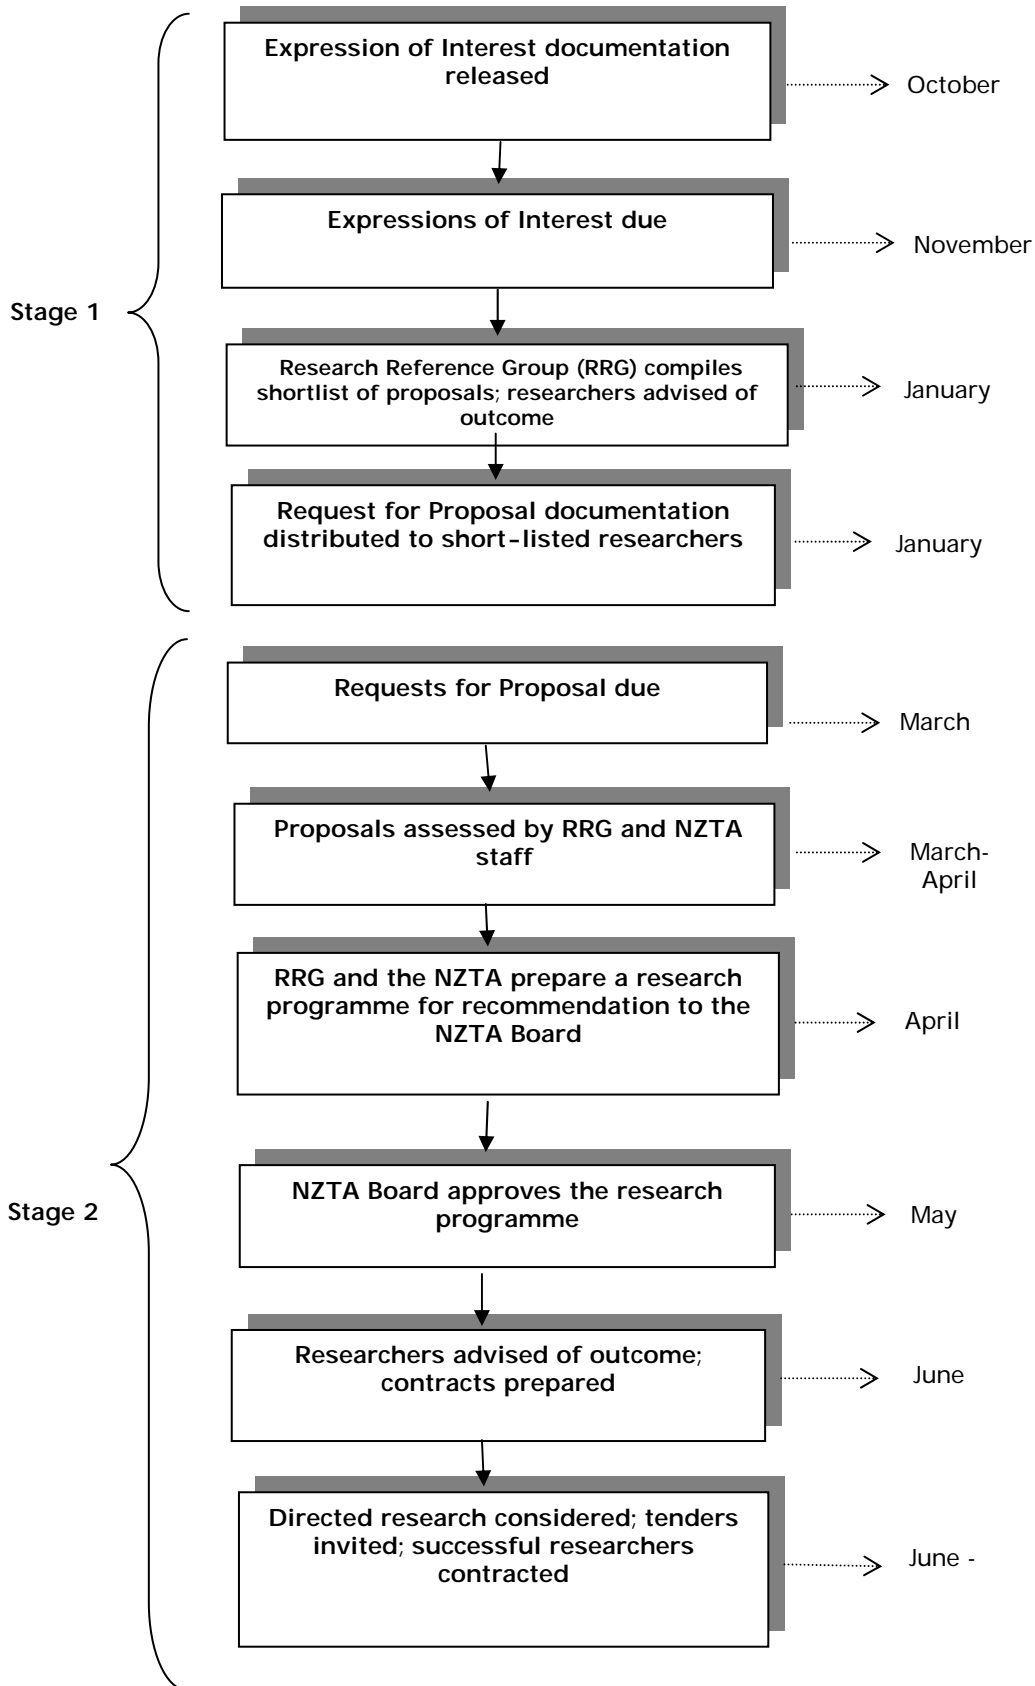 Expression of Interest documentation
released
October
Expressions of Interest due
November
Stage 1
Research Reference Group (RRG) compiles
shortlist of proposals; researchers advised of
outcome
January
Request for Proposal documentation
distributed to short-listed researchers
January
Requests for Proposal due
March
Proposals assessed by RRG and NZTA
staff
March-
April
RRG and the NZTA prepare a research
programme for recommendation to the
NZTA Board
April
Stage 2
NZTA Board approves the research
programme
May
Researchers advised of outcome;
contracts prepared
June
Directed research considered; tenders
invited; successful researchers
contracted
June -